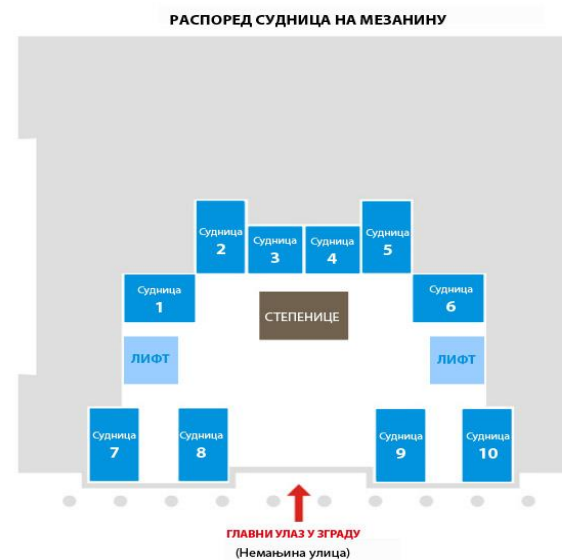 РАСПОРЕД СУДНИЦА НА МЕЗАНИНУ
Судница
2
Судница
3
Судница
4
Судница
5
Судница
1
Судница
6
СТЕПЕНИЦЕ
ЛИФТ
ЛИФТ
Судница
7
Судница
8
Судница
9
Судница
10
ГЛАВНИ УЛАЗ У ЗГРАДУ
(Немањина улица)